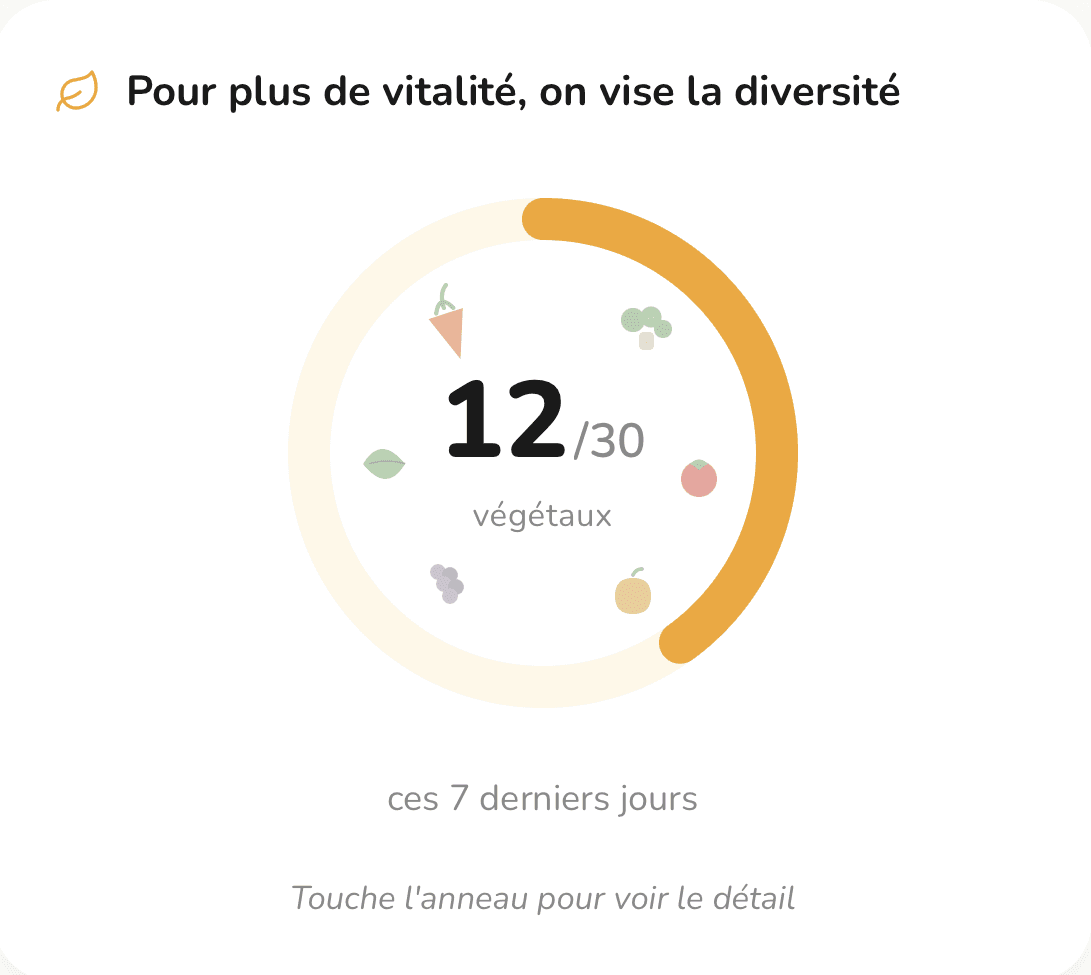 Pour plus de vitalité, on vise la diversité
12/30
végétaux
ces 7 derniers jours
Touche l'anneau pour voir le détail